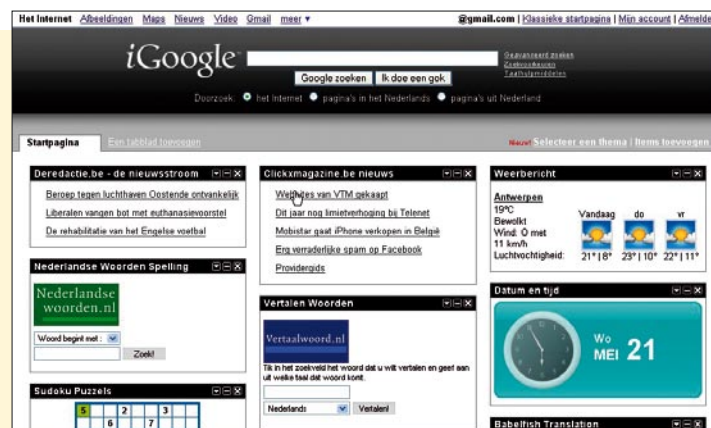 Het Internet Afbeeldingen Maps Nieuws Video Gmail meer ▼
@gmail.com | Klassieke startpagina | Mijn account | Afmelde
iGoogle™
Geavanceerd zoeken
Zoekvoorkeuren
Taalhulpmiddelen
Google zoeken Ik doe een gok
Doorzoek: het Internet pagina's in het Nederlands pagina's uit Nederland
Startpagina Een tabblad toevoegen
Nieuw! Selecteer een thema | Items toevoegen
Deredactie.be - de nieuwsstroom
Beroep tegen luchthaven Oostende ontvankelijk
Liberalen vangen bot met euthanasievoorstel
De rehabilitatie van het Engelse voetbal
Nederlandse Woorden Spelling
Nederlandse
woorden.nl
Woord begint met :
Zoek!
Sudoku Puzzels
5 2 3
6 7
Clickxmagazine.be nieuws
Websites van VTM gekaapt
Dit jaar nog limietverhoging bij Telenet
Mobistar gaat iPhone verkopen in België
Erg verraderlijke spam op Facebook
Providergids
Vertalen Woorden
Vertaalwoord.nl
Tik in het zoekveld het woord dat u wilt vertalen en geef aan
uit welke taal dat woord komt.
Nederlands Vertalen!
Weerbericht
Antwerpen
19°C
Bewolkt
Wind: O met
11 km/h
Luchtvochtigheid:
Vandaag do vr
21°|8° 23°|10° 22°|11°
Datum en tijd
Wo
MEI 21
Babelfish Translation